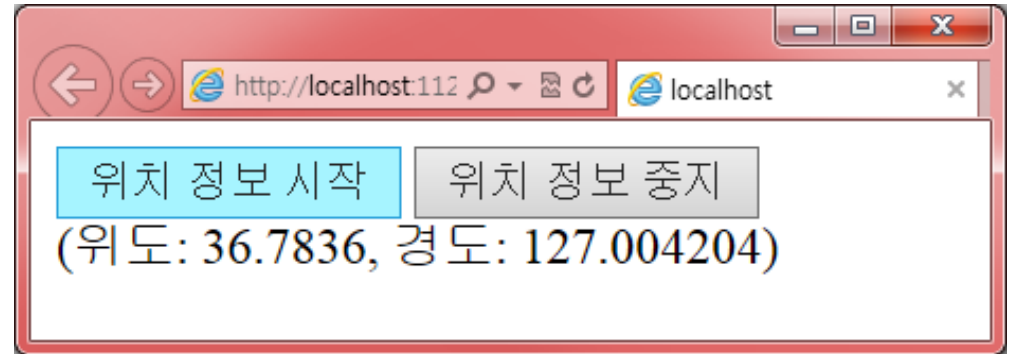 http://localhost:112
localhost
위치 정보 시작 위치 정보 중지
(위도: 36.7836, 경도: 127.004204)